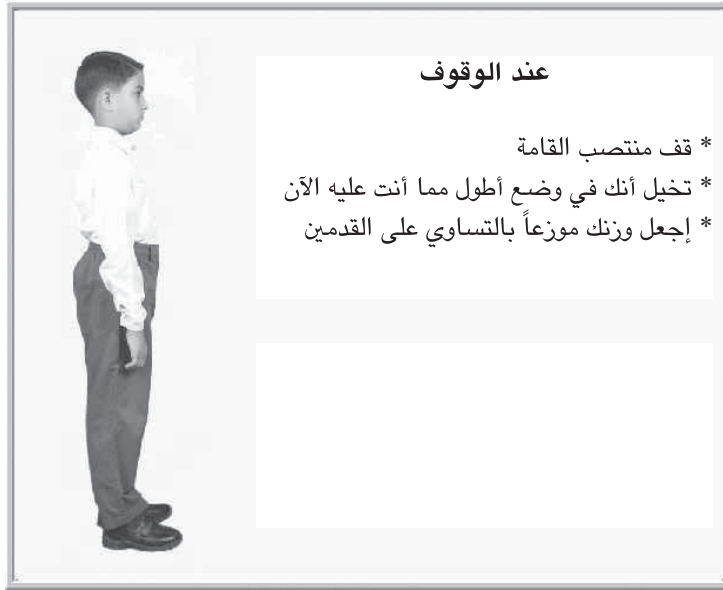 عند الوقوف
* قف منتصب القامة
* تخيل أنك في وضع أطول مما أنت عليه الآن
* إجعل وزنك موزعاً بالتساوي على القدمين